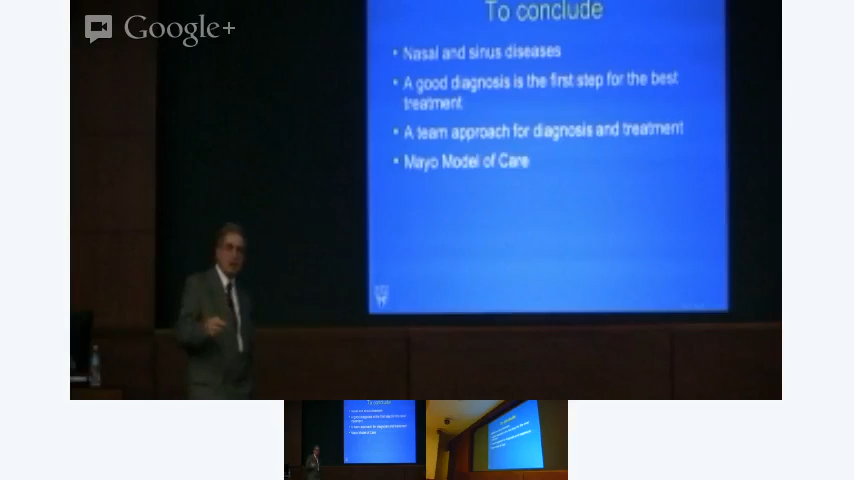 Google+
To conclude
• Nasal and sinus diseases
• A good diagnosis is the first step for the best
treatment
• A team approach for diagnosis and treatment
• Mayo Model of Care